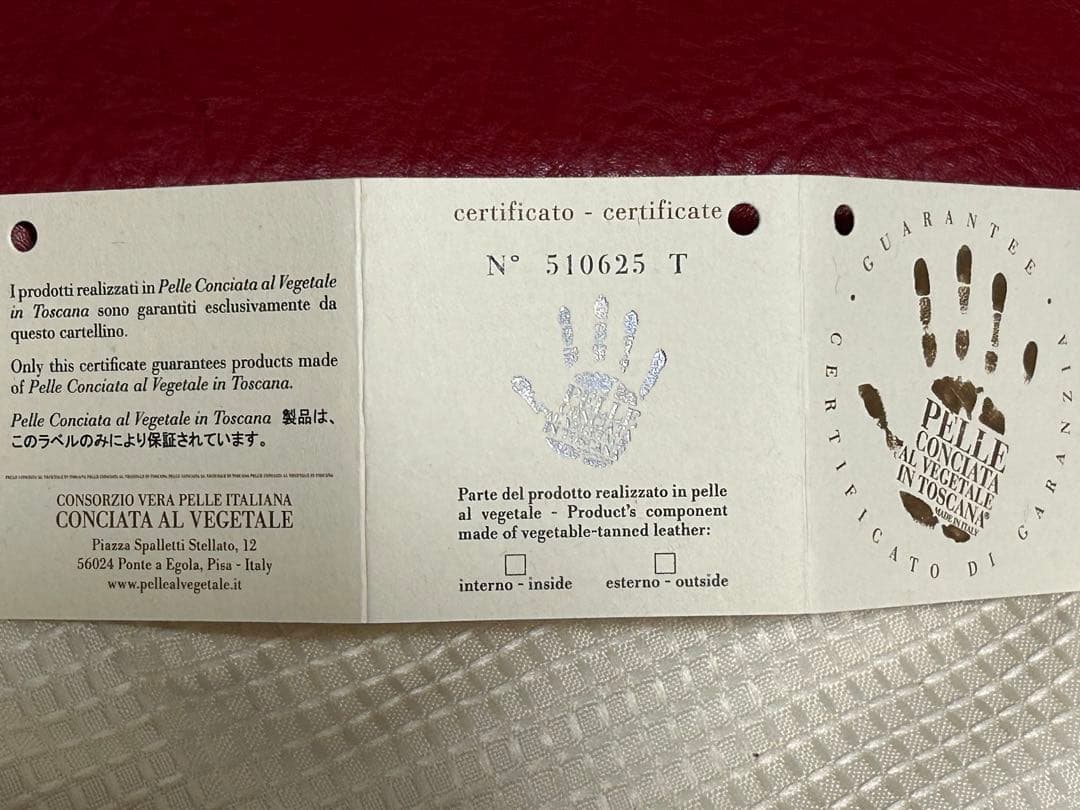 I prodotti realizzati in Pelle Conciata al Vegetale
in Toscana sono garantiti esclusivamente da
questo cartellino.
Only this certificate guarantees products made
of Pelle Conciata al Vegetale in Toscana.
Pelle Conciata al Vegetale in Toscana 製品は、
このラベルのみにより保証されています。
CONSORZIO VERA PELLE ITALIANA
CONCIATA AL VEGETALE
Piazza Spalletti Stellato, 12
56024 Ponte a Egola, Pisa - Italy
www.pellealvegetale.it
certificato - certificate
N° 510625 T
Parte del prodotto realizzato in pelle
al vegetale - Product's component
made of vegetable-tanned leather:
interno - inside
esterno - outside
GUARANTEE
CERTIFICATO DI GARANZIA
PELLE
CONCIATA
AL VEGETALE
IN TOSCANA®
MADE IN ITALY